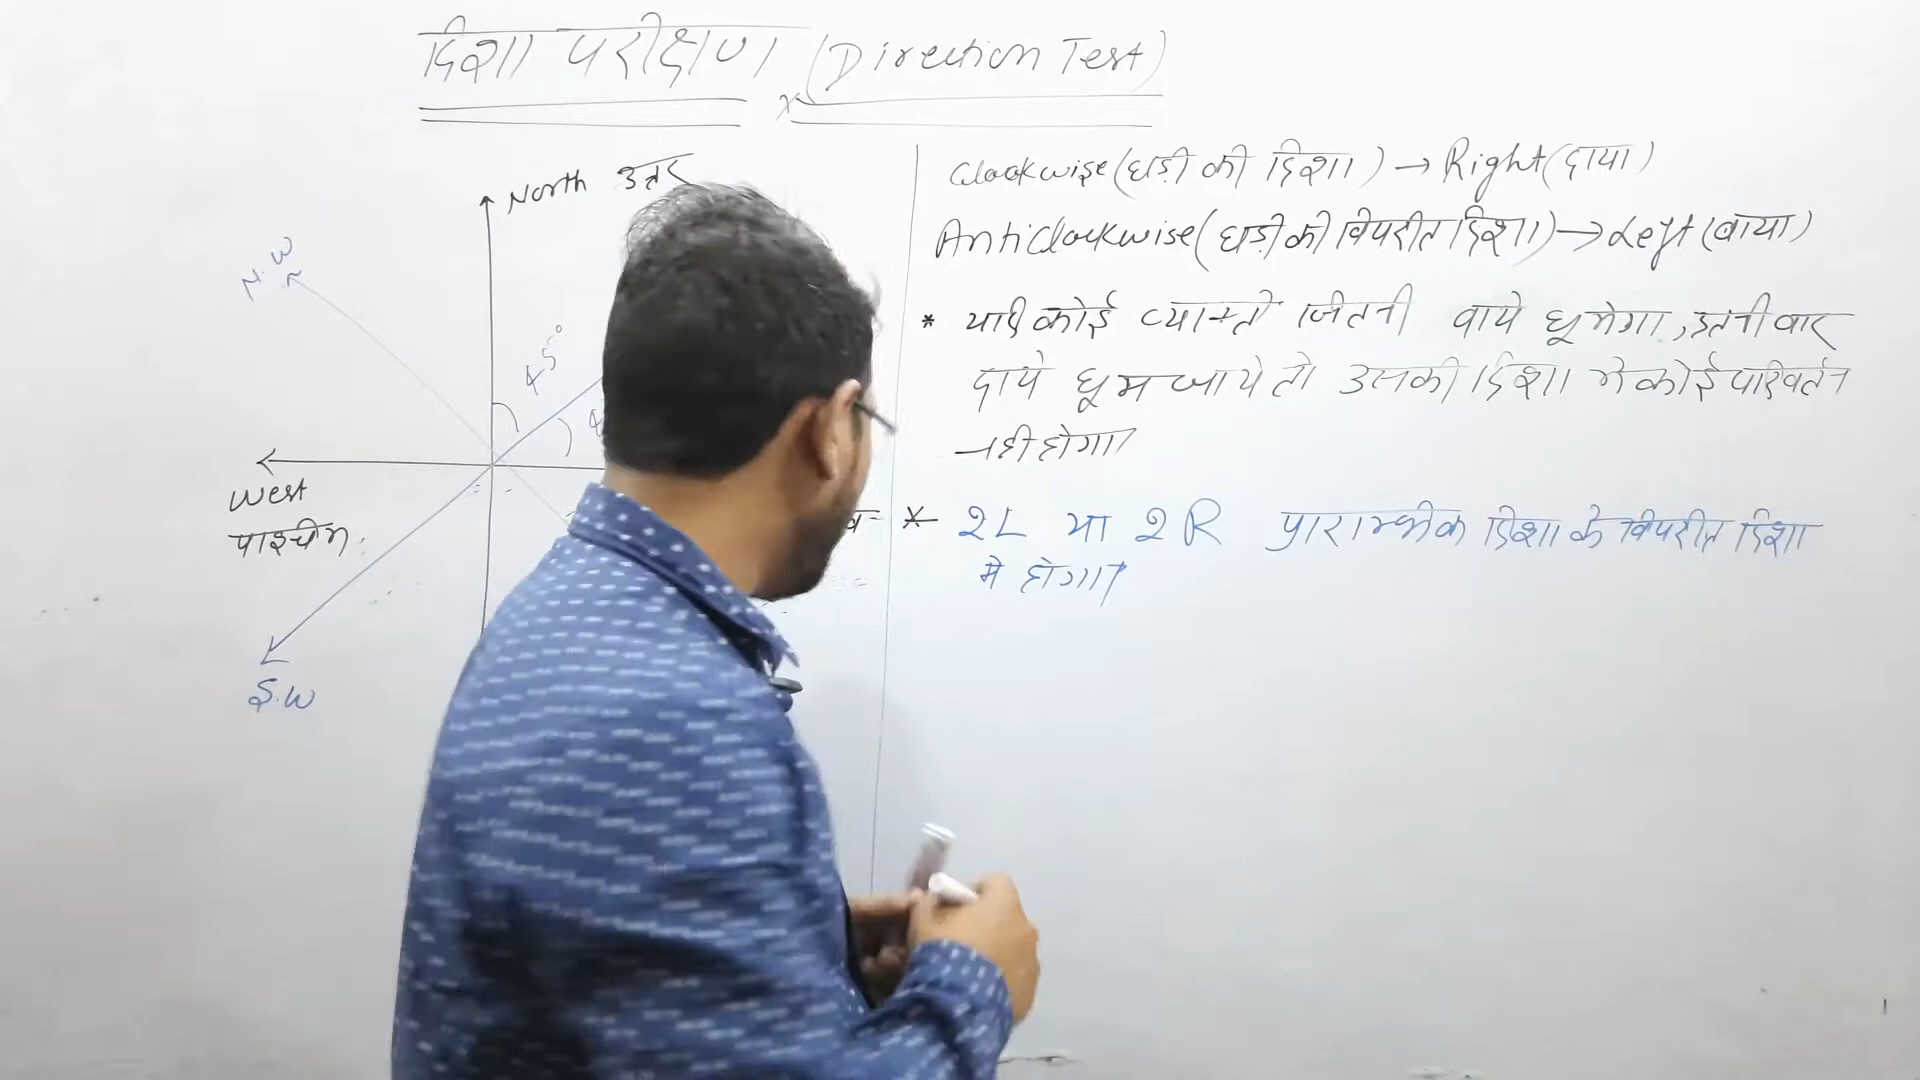 दिशा परीक्षण (Direction Test)
North उत्तर
N.W
45°
West
पश्चिम
S.W
Clockwise (घड़ी की दिशा) → Right (दाया)
Anticlockwise (घड़ी की विपरीत दिशा) → Left (बाया)
* यदि कोई व्यक्ति जितनी बाये घूमेगा, इतनी बार
दाये घूम जाये तो उसकी दिशा मे कोई परिवर्तन
नही होगा
* 2L या 2R प्रारम्भिक दिशा के विपरीत दिशा
मे होगा